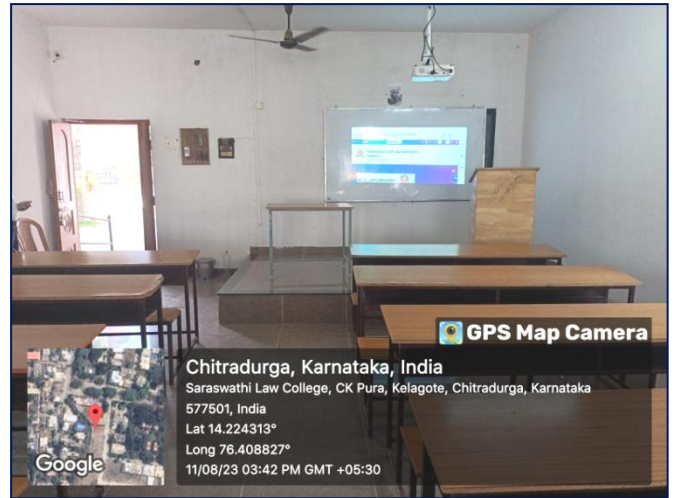 GPS Map Camera
Chitradurga, Karnataka, India
Saraswathi Law College, CK Pura, Kelagote, Chitradurga, Karnataka
577501, India
Lat 14.224313°
Long 76.408827°
11/08/23 03:42 PM GMT +05:30
Google